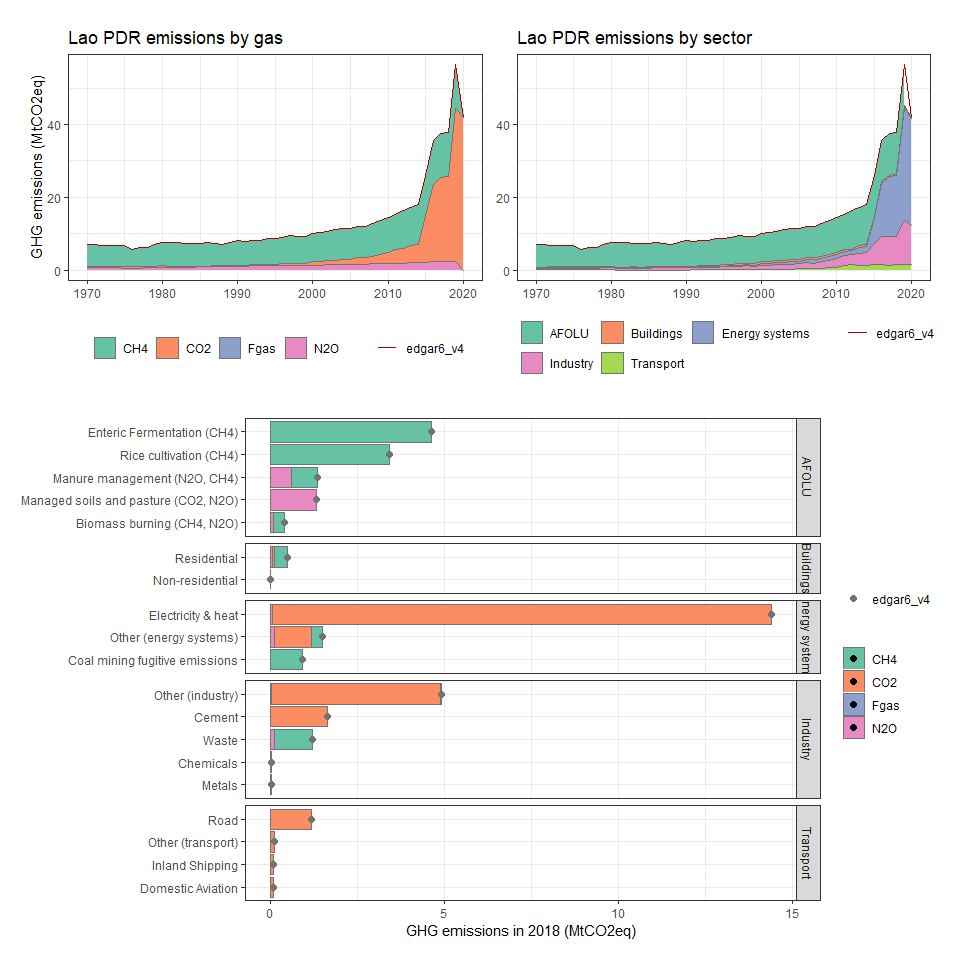 Lao PDR emissions by gas
GHG emissions (MtCO2eq)
40
20
0
1970
1980
1990
2000
2010
2020
CH4
CO2
Fgas
N2O
edgar6_v4
Lao PDR emissions by sector
40
20
0
1970
1980
1990
2000
2010
2020
AFOLU
Buildings
Energy systems
edgar6_v4
Industry
Transport
Enteric Fermentation (CH4)
Rice cultivation (CH4)
Manure management (N2O, CH4)
Managed soils and pasture (CO2, N2O)
Biomass burning (CH4, N2O)
AFOLU
Residential
Non-residential
Buildings
Electricity & heat
Other (energy systems)
Coal mining fugitive emissions
nergy system
Other (industry)
Cement
Waste
Chemicals
Metals
Industry
Road
Other (transport)
Inland Shipping
Domestic Aviation
Transport
0
5
10
15
GHG emissions in 2018 (MtCO2eq)
edgar6_v4
CH4
CO2
Fgas
N2O